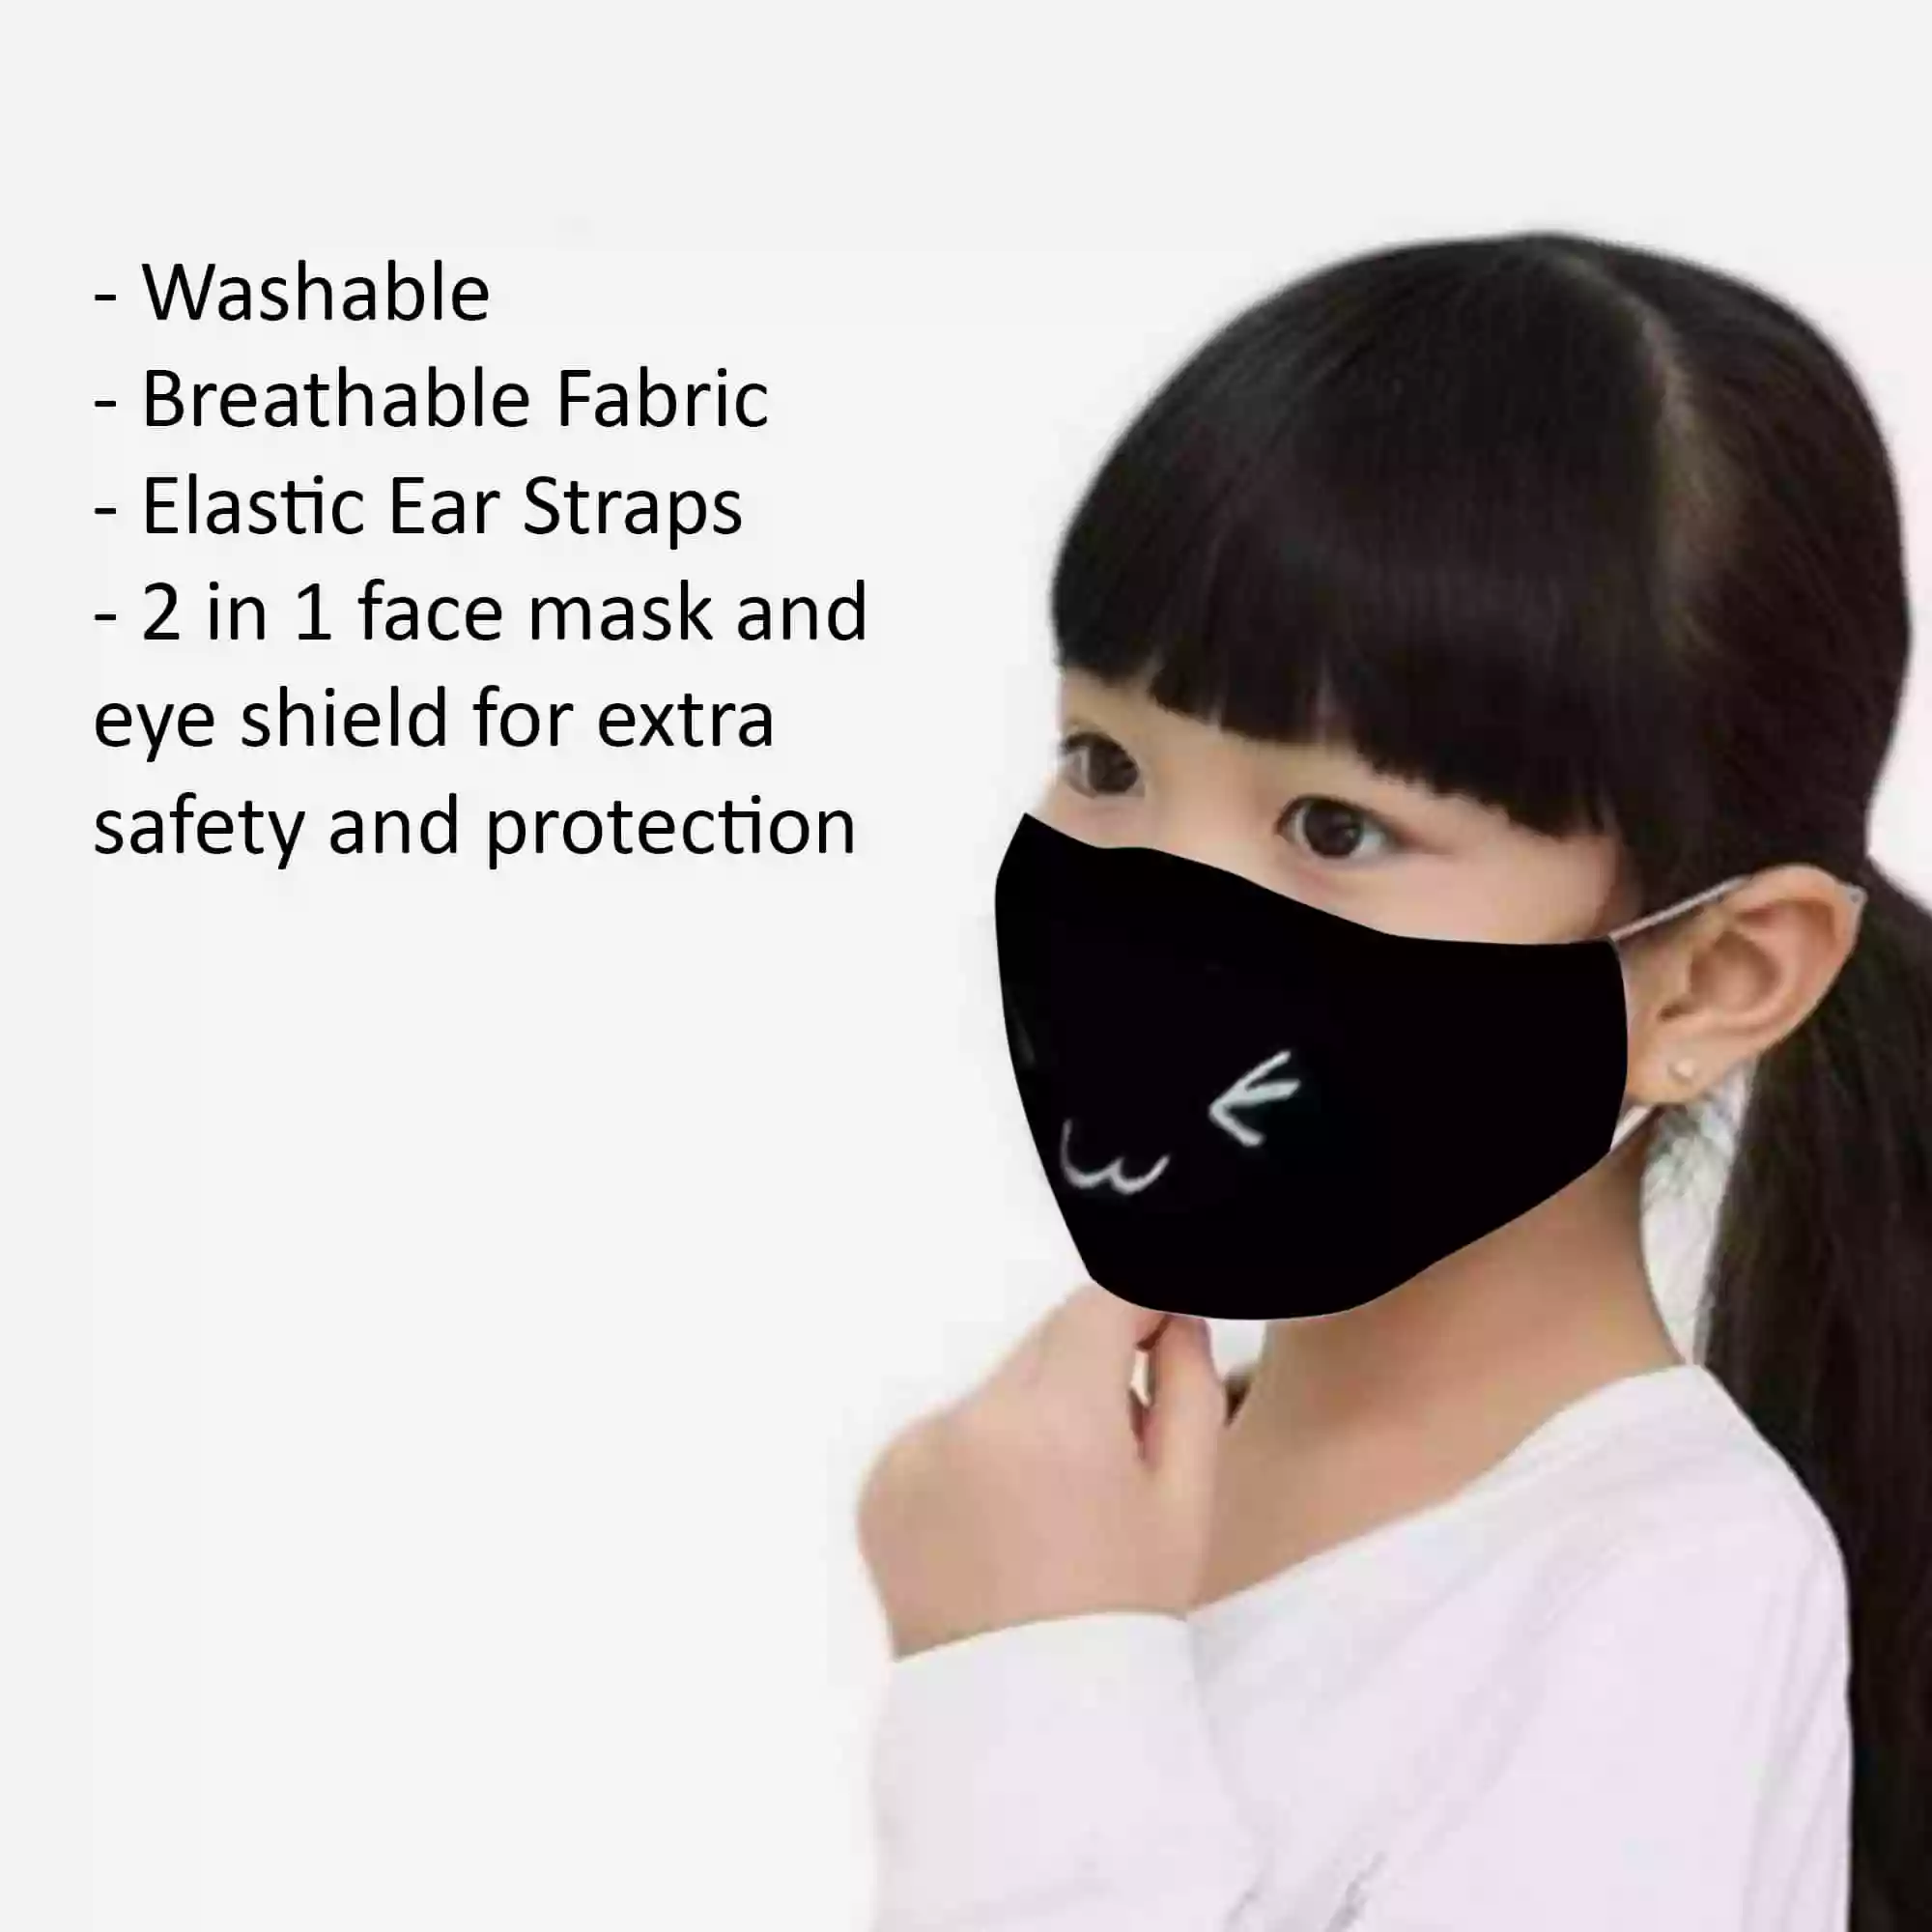 - Washable
- Breathable Fabric
- Elastic Ear Straps
- 2 in 1 face mask and
eye shield for extra
safety and protection